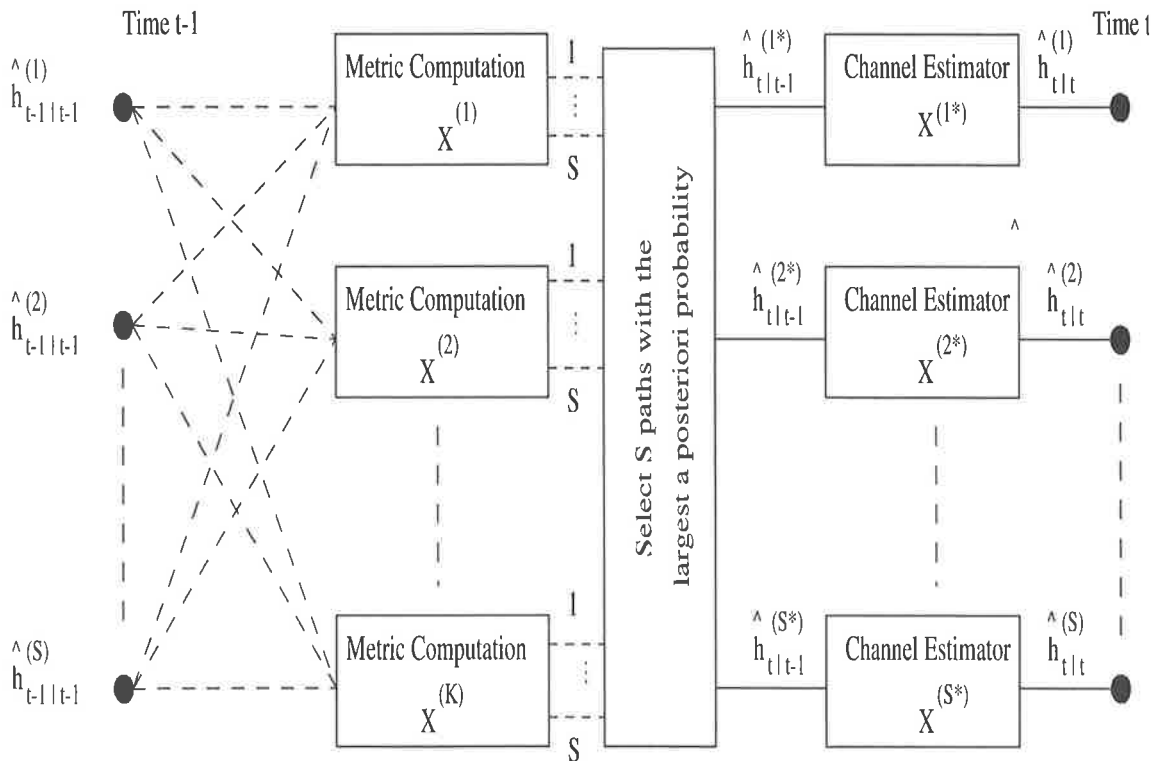 Time t-1
Time t
ĥ t-1|t-1 (1)
Metric Computation
X (1)
1
⋮
S
ĥ t|t-1 (1*)
Channel Estimator
X (1*)
ĥ t|t (1)
^
ĥ t-1|t-1 (2)
Metric Computation
X (2)
1
⋮
S
Select S paths with the
largest a posteriori probability
ĥ t|t-1 (2*)
Channel Estimator
X (2*)
ĥ t|t (2)
ĥ t-1|t-1 (S)
Metric Computation
X (K)
1
⋮
S
ĥ t|t-1 (S*)
Channel Estimator
X (S*)
ĥ t|t (S)